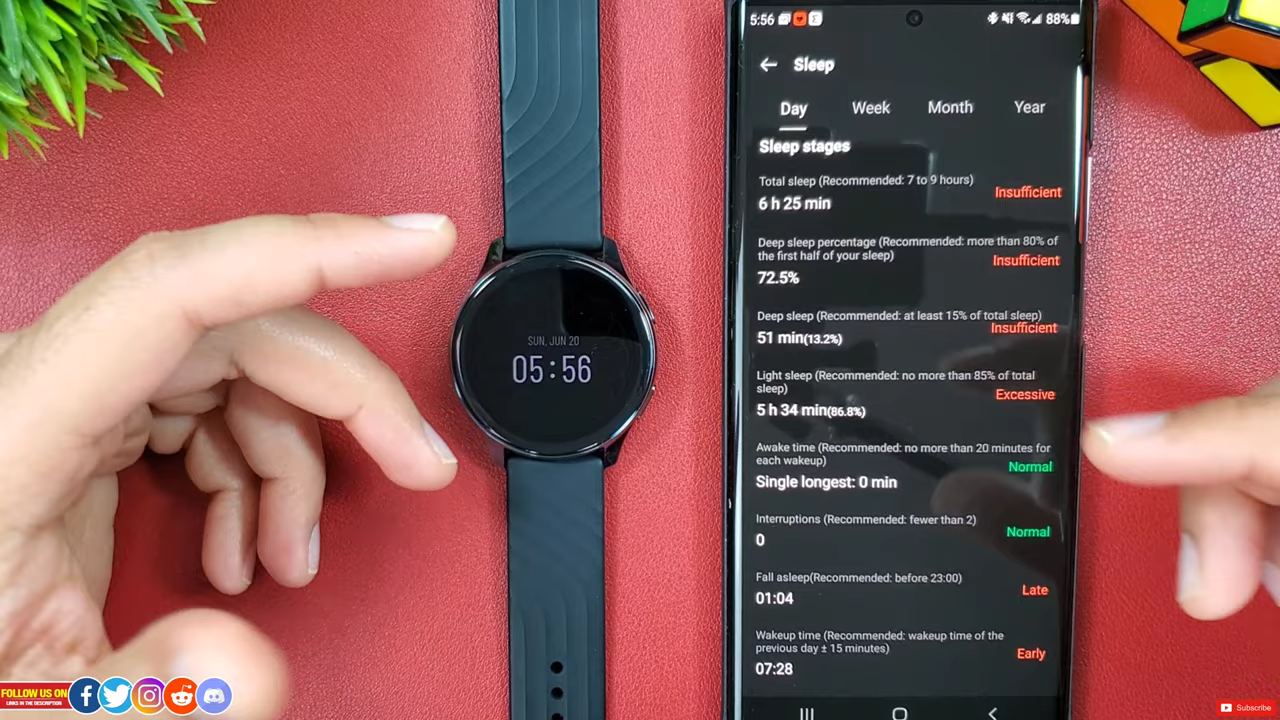 5:56
88%
Sleep
Day Week Month Year
Sleep stages
Total sleep (Recommended: 7 to 9 hours)
Insufficient
6 h 25 min
Deep sleep percentage (Recommended: more than 80% of
the first half of your sleep)
Insufficient
72.5%
Deep sleep (Recommended: at least 15% of total sleep)
Insufficient
51 min(13.2%)
Light sleep (Recommended: no more than 85% of total
sleep)
Excessive
5 h 34 min(86.8%)
Awake time (Recommended: no more than 20 minutes for
each wakeup)
Normal
Single longest: 0 min
Interruptions (Recommended: fewer than 2)
Normal
0
Fall asleep(Recommended: before 23:00)
Late
01:04
Wakeup time (Recommended: wakeup time of the
previous day ± 15 minutes)
Early
07:28
SUN, JUN 20
05:56
FOLLOW US ON
LINKS IN THE DESCRIPTION
Subscribe